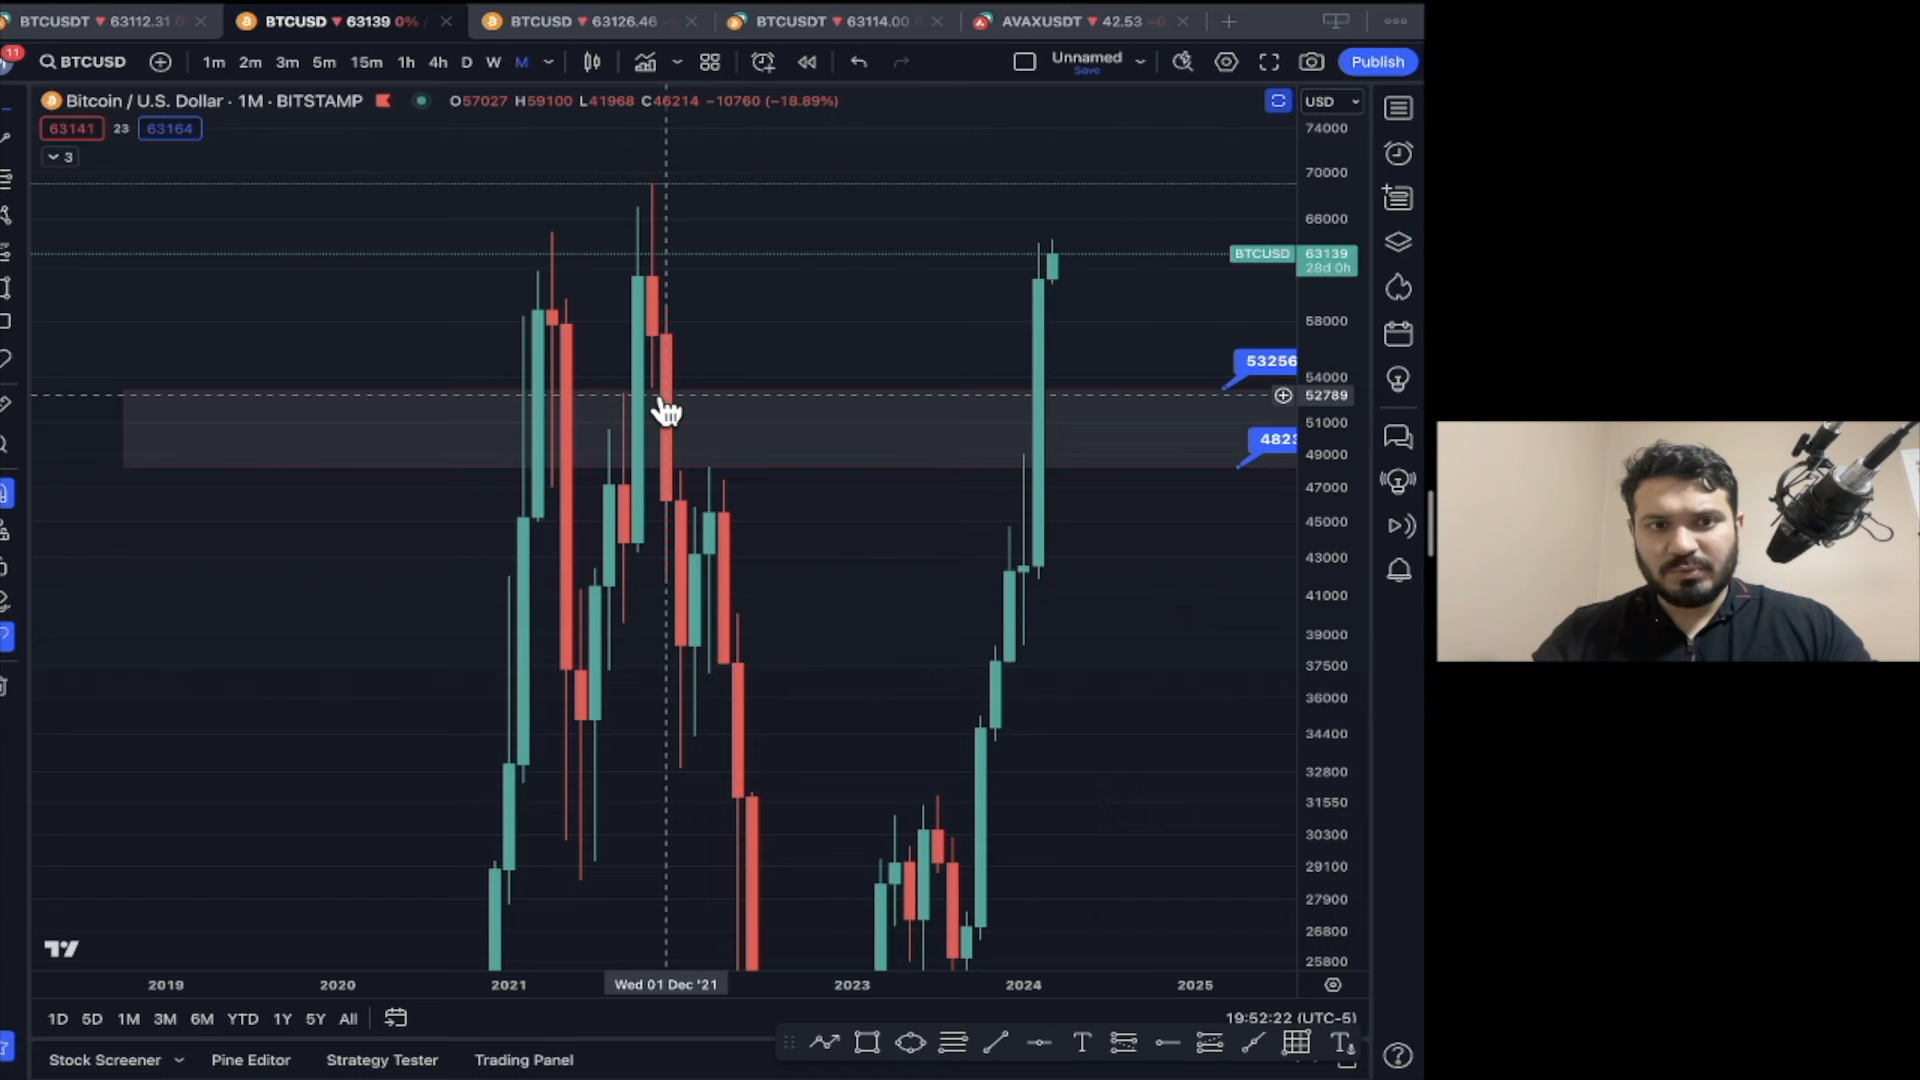 BTCUSDT ▼ 63112.31
BTCUSD ▼ 63139 0%
BTCUSD ▼ 63126.46
BTCUSDT ▼ 63114.00
AVAXUSDT ▼ 42.53
11
BTCUSD
1m 2m 3m 5m 15m 1h 4h D W M
Unnamed
Save
Publish
Bitcoin / U.S. Dollar · 1M · BITSTAMP
O57027 H59100 L41968 C46214 −10760 (−18.89%)
USD
63141 23 63164
3
74000
70000
66000
BTCUSD 63139
28d 0h
58000
53256
54000
52789
51000
4823
49000
47000
45000
43000
41000
39000
37500
36000
34400
32800
31550
30300
29100
27900
26800
25800
2019 2020 2021 Wed 01 Dec '21 2023 2024 2025
1D 5D 1M 3M 6M YTD 1Y 5Y All
19:52:22 (UTC-5)
Stock Screener Pine Editor Strategy Tester Trading Panel